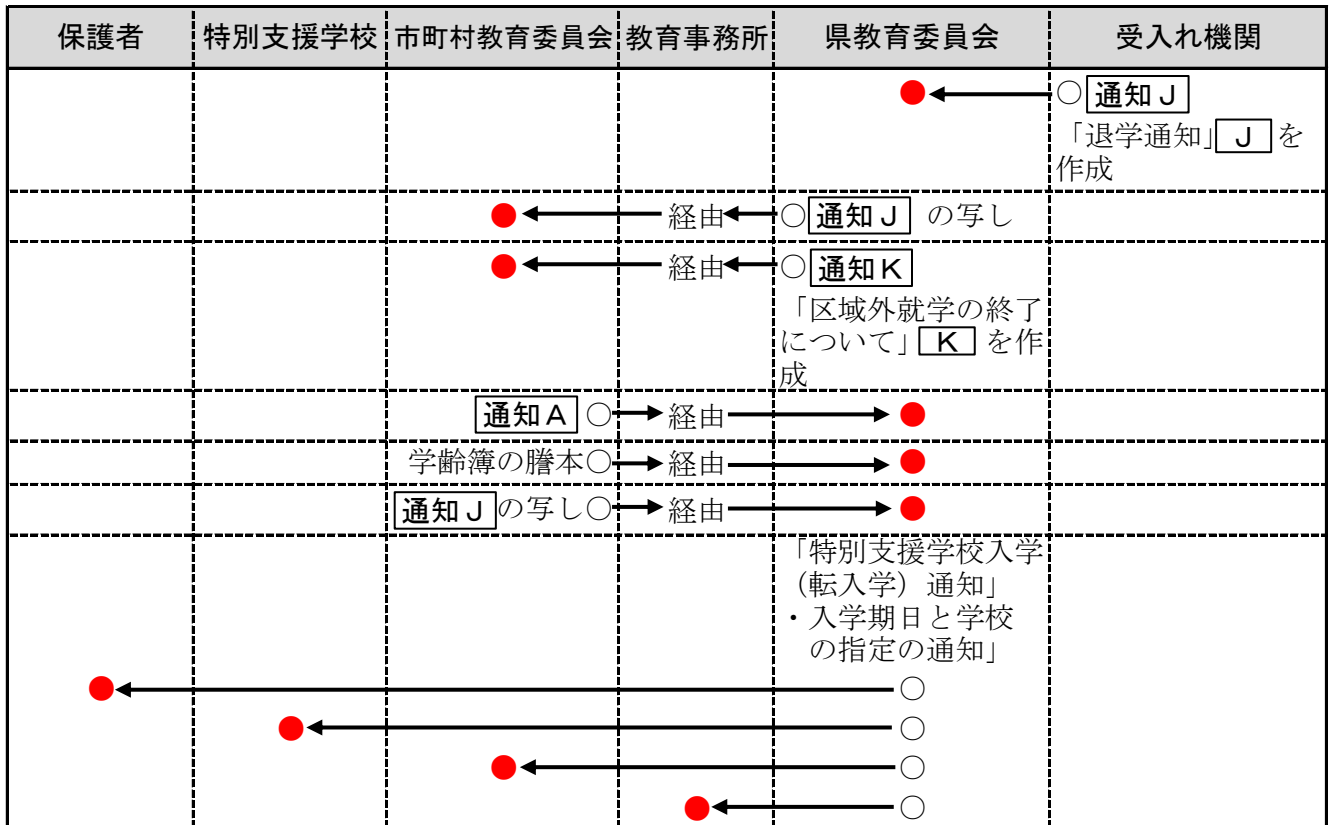 保護者 特別支援学校 市町村教育委員会 教育事務所 県教育委員会 受入れ機関
○通知J
「退学通知」 J を
作成
経由 ○通知J の写し
経由 ○通知K
「区域外就学の終了
について」 K を作
成
通知A ○ 経由
学齢簿の謄本○ 経由
通知J の写し○ 経由
「特別支援学校入学
(転入学)通知」
・入学期日と学校
の指定の通知」